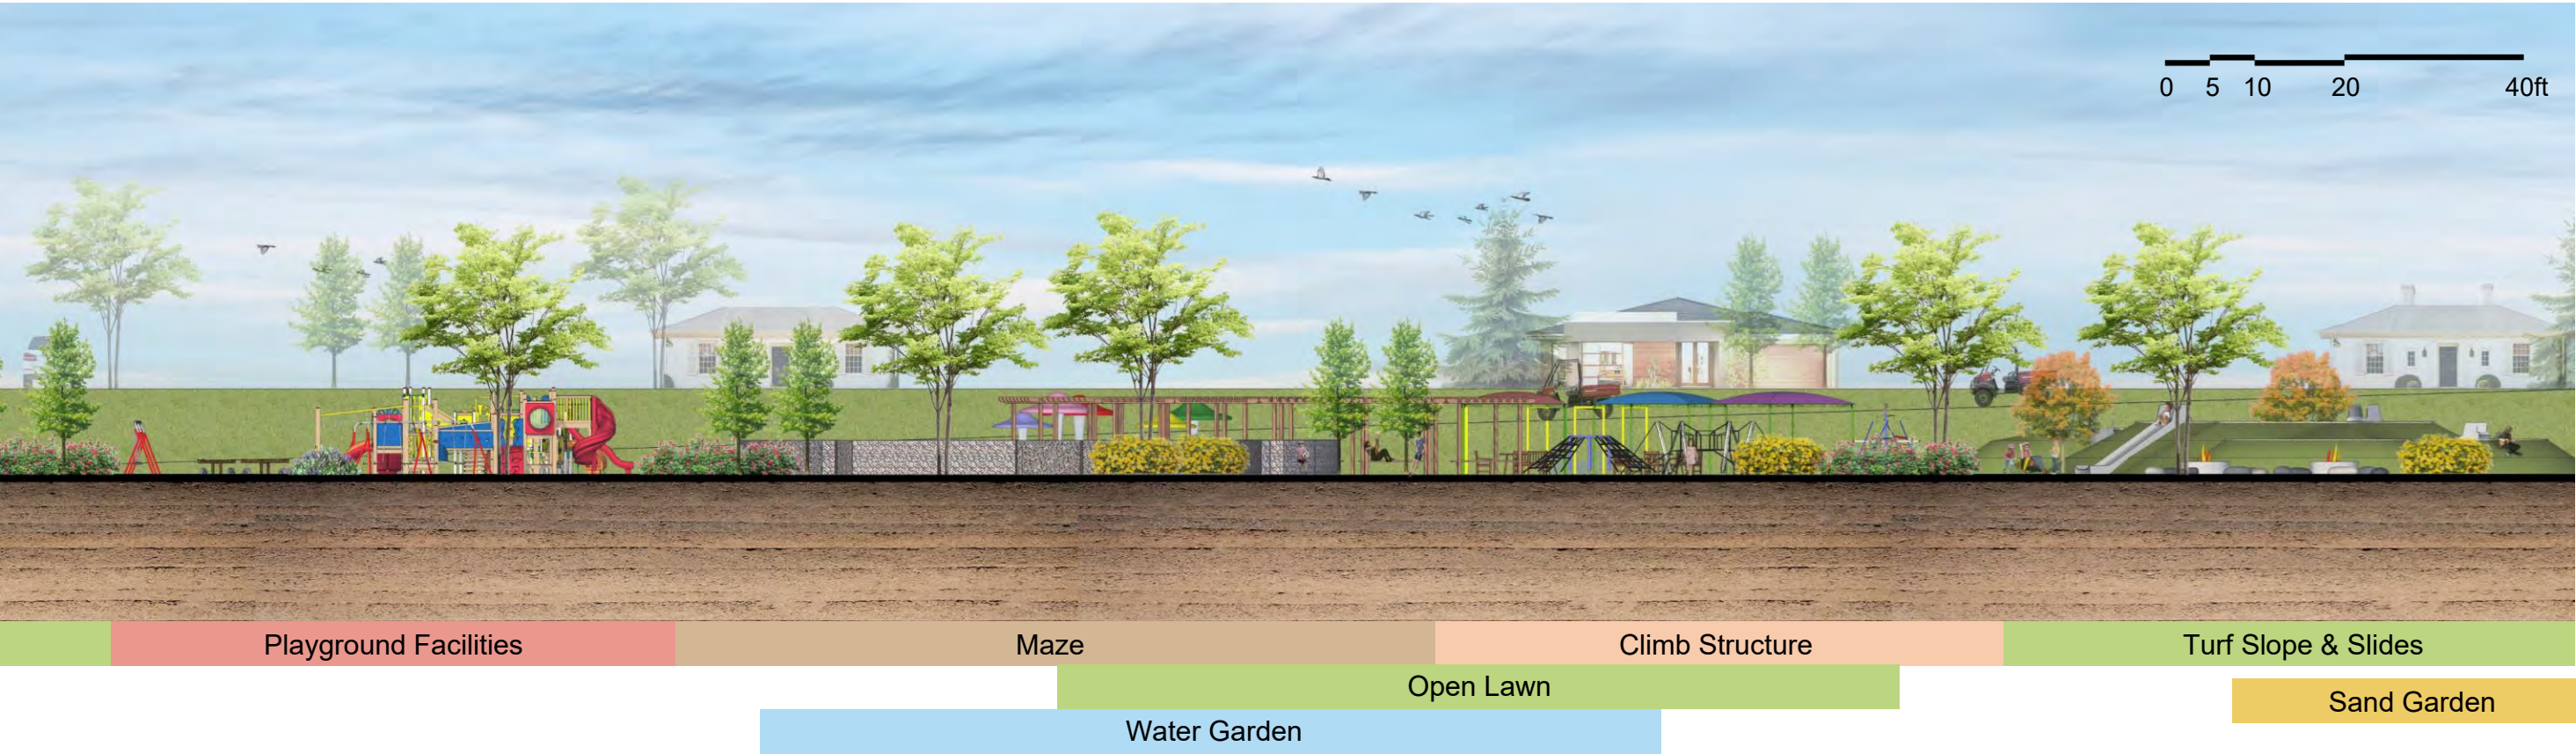 0 5 10 20 40ft
Playground Facilities Maze Climb Structure Turf Slope & Slides
Open Lawn
Sand Garden
Water Garden